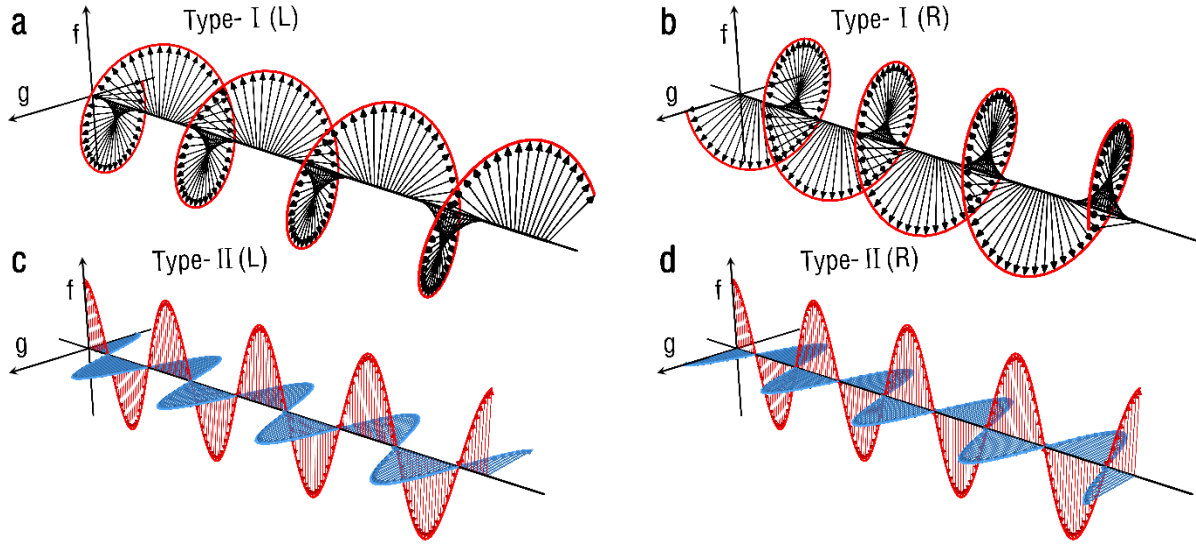 a Type- I (L)
f
g
b Type- I (R)
f
g
c Type- II (L)
f
g
d Type- II (R)
f
g